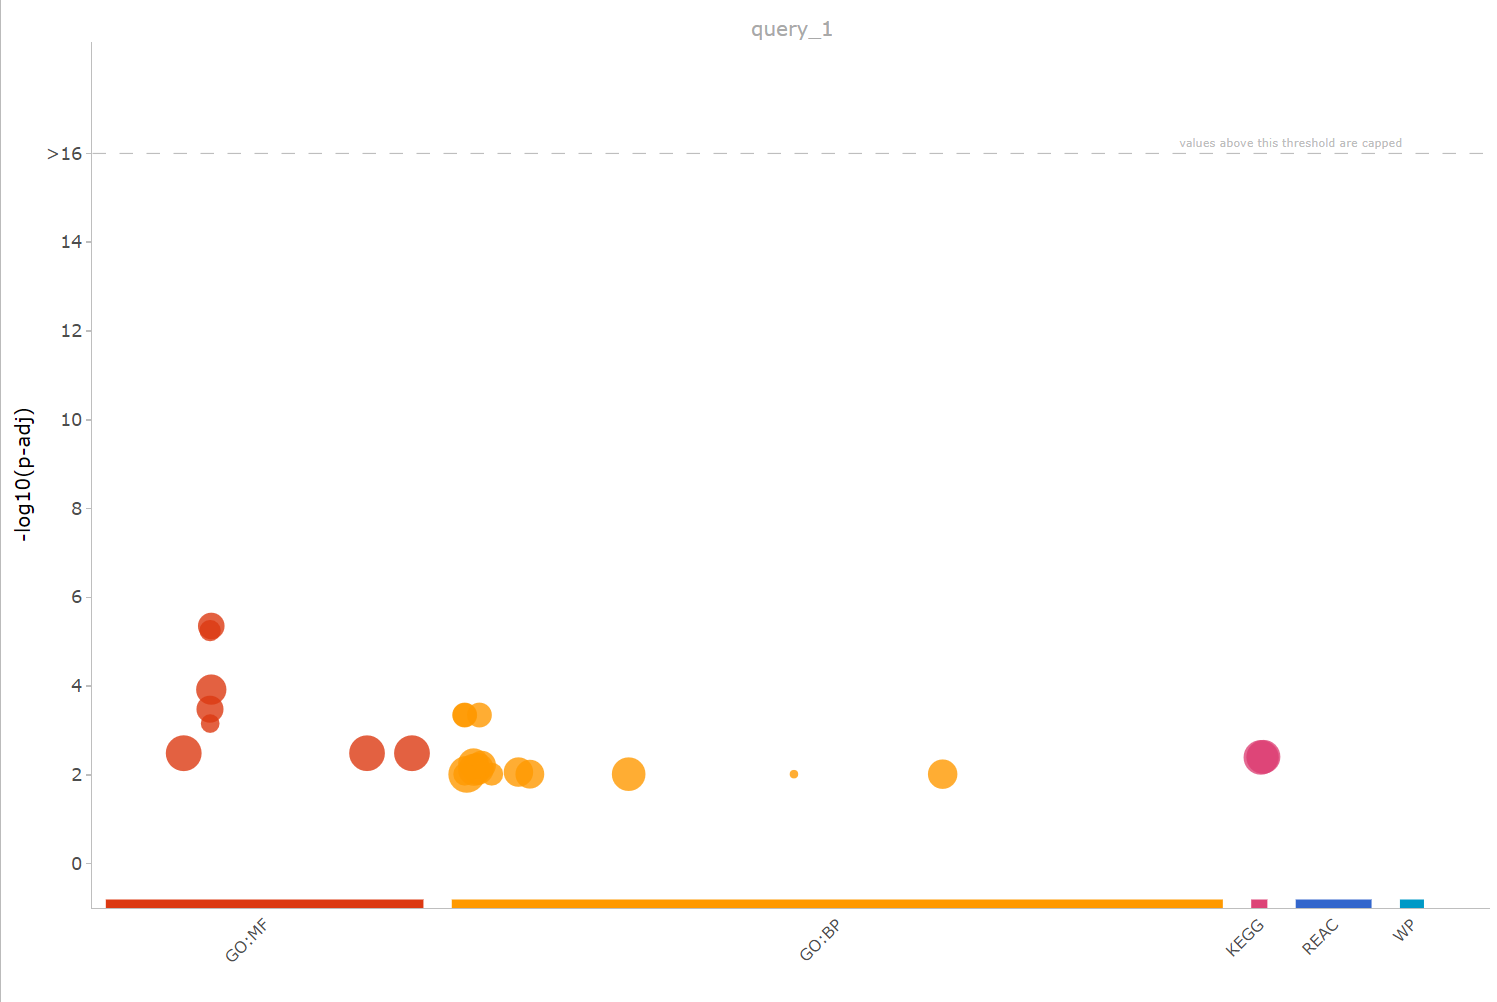 query_1
values above this threshold are capped
>16
14
12
10
8
6
4
2
0
-log10(p-adj)
GO:MF
GO:BP
KEGG
REAC
WP